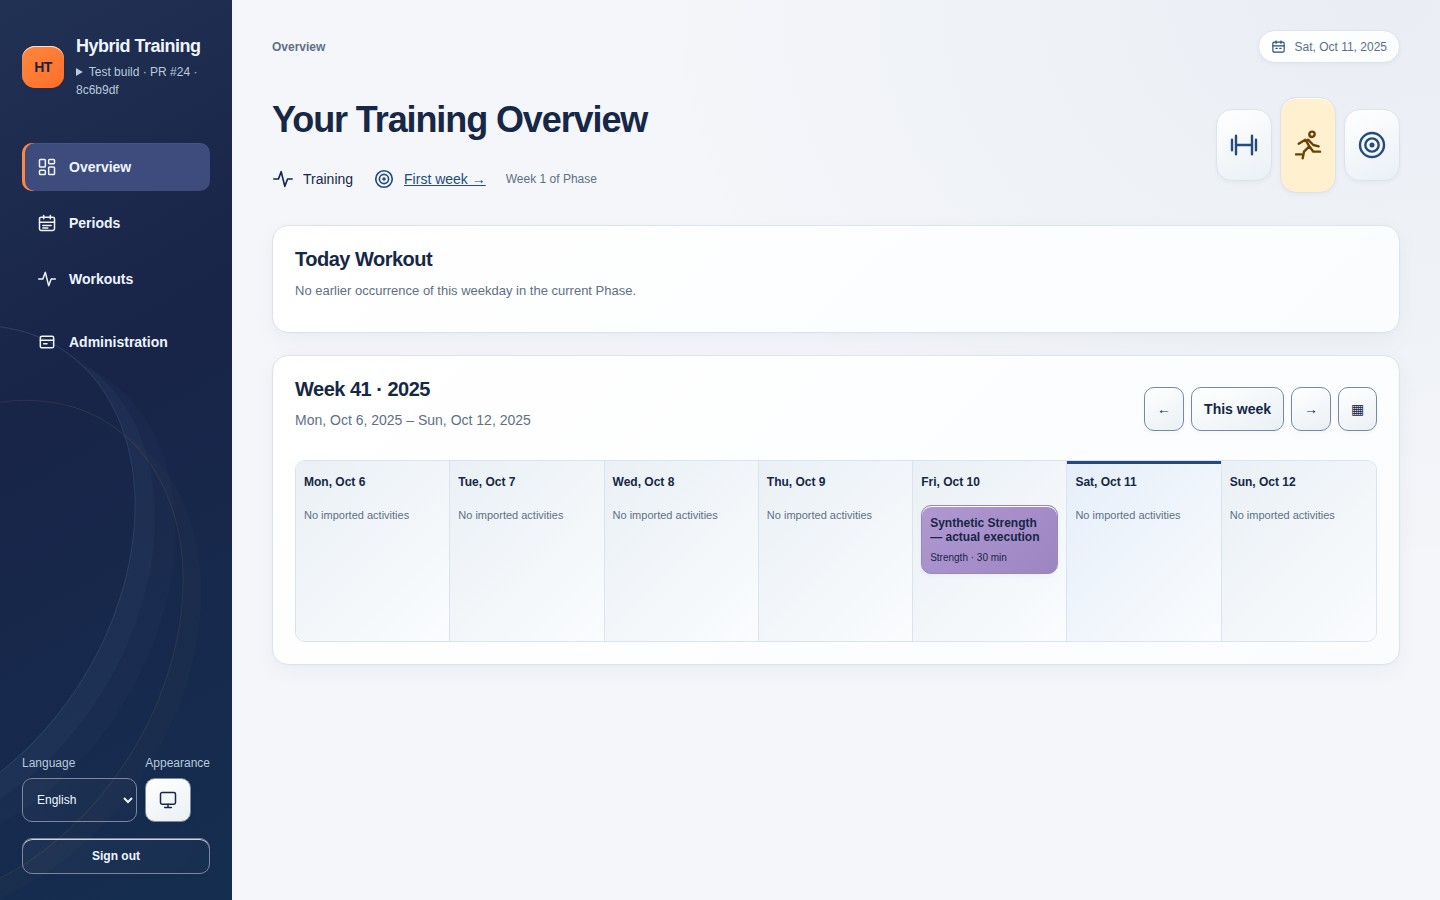 HT
Hybrid Training
▶ Test build · PR #24 ·
8c6b9df
Overview
Periods
Workouts
Administration
Language
Appearance
English
Sign out
Overview
Sat, Oct 11, 2025
Your Training Overview
Training
First week →
Week 1 of Phase
Today Workout
No earlier occurrence of this weekday in the current Phase.
Week 41 · 2025
Mon, Oct 6, 2025 – Sun, Oct 12, 2025
←
This week
→
Mon, Oct 6
No imported activities
Tue, Oct 7
No imported activities
Wed, Oct 8
No imported activities
Thu, Oct 9
No imported activities
Fri, Oct 10
Synthetic Strength
— actual execution
Strength · 30 min
Sat, Oct 11
No imported activities
Sun, Oct 12
No imported activities